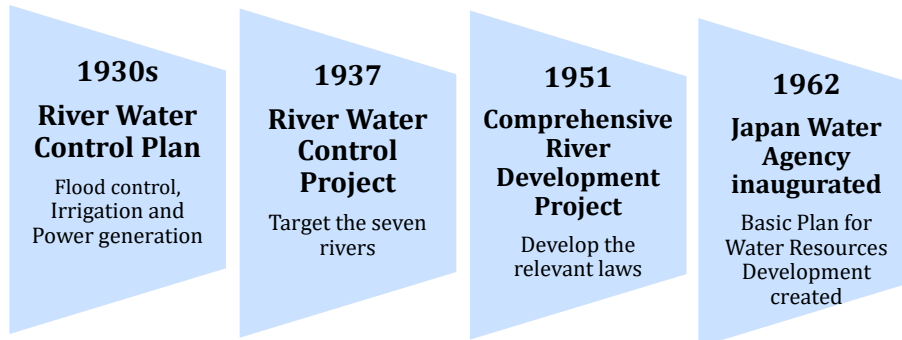 1930s
River Water
Control Plan
Flood control,
Irrigation and
Power generation
1937
River Water
Control
Project
Target the seven
rivers
1951
Comprehensive
River
Development
Project
Develop the
relevant laws
1962
Japan Water
Agency
inaugurated
Basic Plan for
Water Resources
Development
created